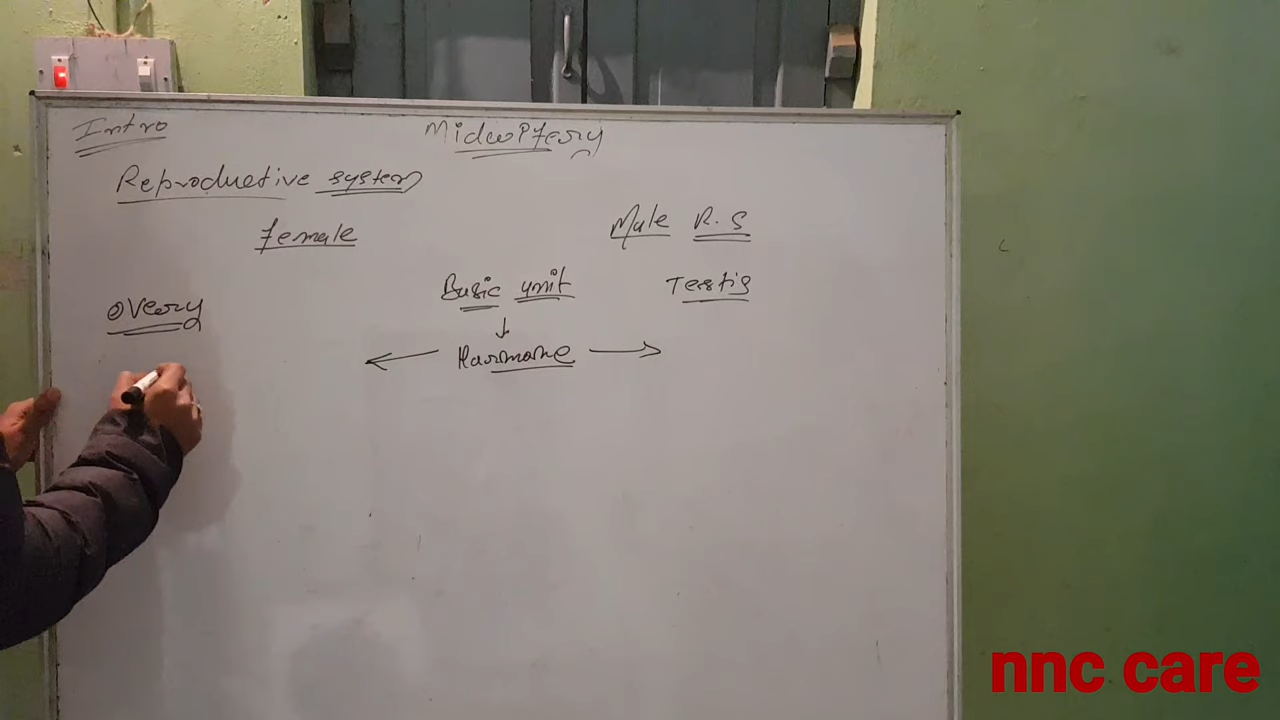 Intro
Midwifery
Reproductive system
female
Male R.S
Basic unit
Testis
overy
Harmone
nnc care